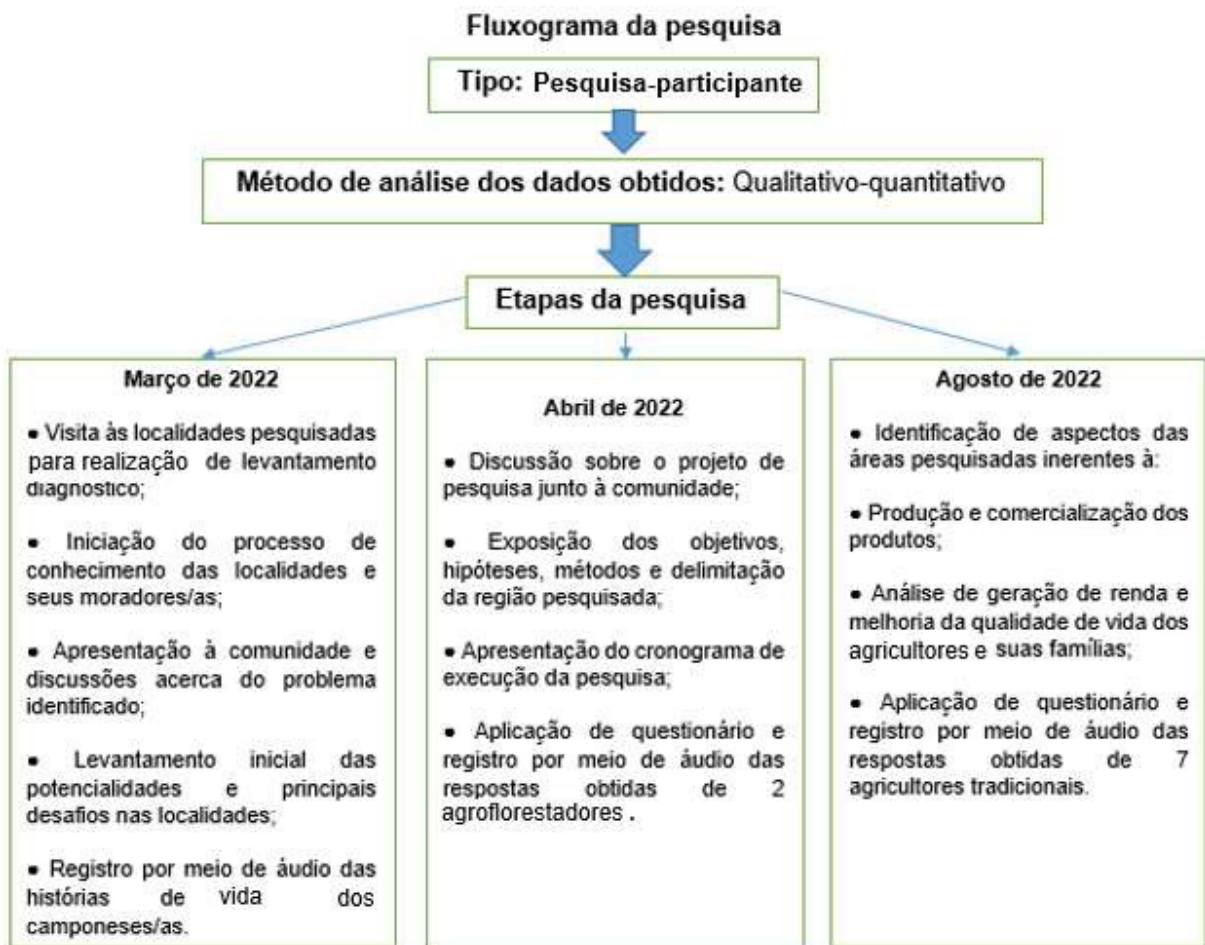 Fluxograma da pesquisa
Tipo: Pesquisa-participante
Método de análise dos dados obtidos: Qualitativo-quantitativo
Etapas da pesquisa
Março de 2022
• Visita às localidades pesquisadas
para realização de levantamento
diagnostico;
• Iniciação do processo de
conhecimento das localidades e
seus moradores/as;
• Apresentação à comunidade e
discussões acerca do problema
identificado;
• Levantamento inicial das
potencialidades e principais
desafios nas localidades;
• Registro por meio de áudio das
histórias de vida dos
camponeses/as.
Abril de 2022
• Discussão sobre o projeto de
pesquisa junto à comunidade;
• Exposição dos objetivos,
hipóteses, métodos e delimitação
da região pesquisada;
• Apresentação do cronograma de
execução da pesquisa;
• Aplicação de questionário e
registro por meio de áudio das
respostas obtidas de 2
agroflorestadores .
Agosto de 2022
• Identificação de aspectos das
áreas pesquisadas inerentes à:
• Produção e comercialização dos
produtos;
• Análise de geração de renda e
melhoria da qualidade de vida dos
agricultores e suas famílias;
• Aplicação de questionário e
registro por meio de áudio das
respostas obtidas de 7
agricultores tradicionais.